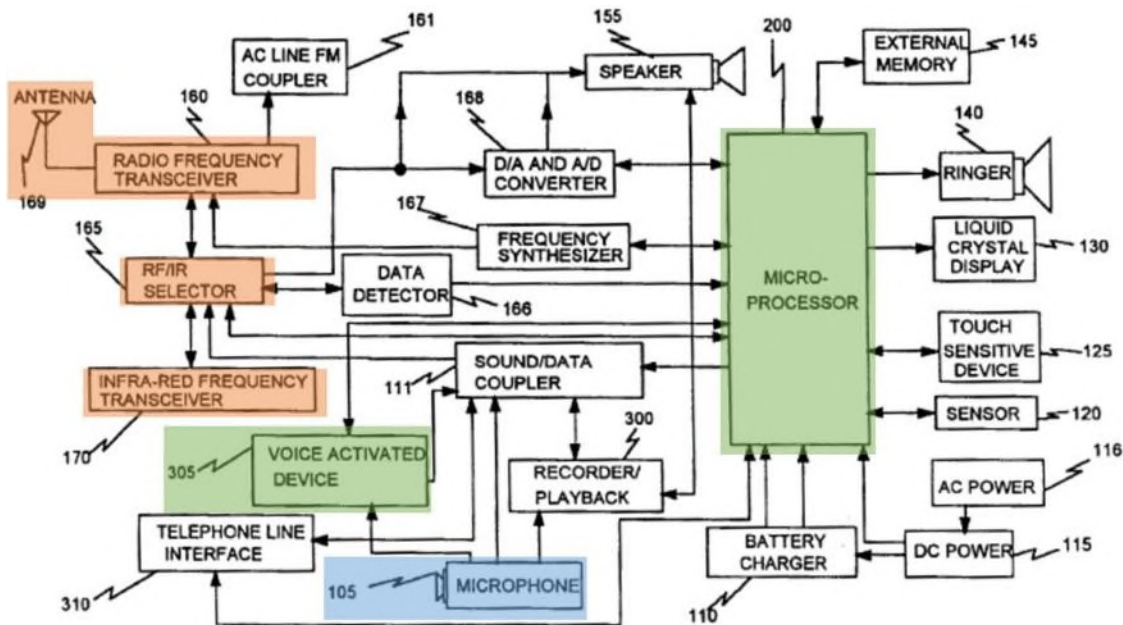 161
155
200
AC LINE FM
COUPLER
SPEAKER
EXTERNAL
MEMORY
145
ANTENNA
160
168
140
RADIO FREQUENCY
TRANSCEIVER
D/A AND A/D
CONVERTER
RINGER
169
167
165
FREQUENCY
SYNTHESIZER
LIQUID
CRYSTAL
DISPLAY
130
RF/IR
SELECTOR
DATA
DETECTOR
166
MICRO-
PROCESSOR
TOUCH
SENSITIVE
DEVICE
125
SOUND/DATA
COUPLER
111
INFRA-RED FREQUENCY
TRANSCEIVER
170
SENSOR
120
300
305
VOICE ACTIVATED
DEVICE
RECORDER/
PLAYBACK
116
AC POWER
TELEPHONE LINE
INTERFACE
310
BATTERY
CHARGER
110
DC POWER
115
105
MICROPHONE